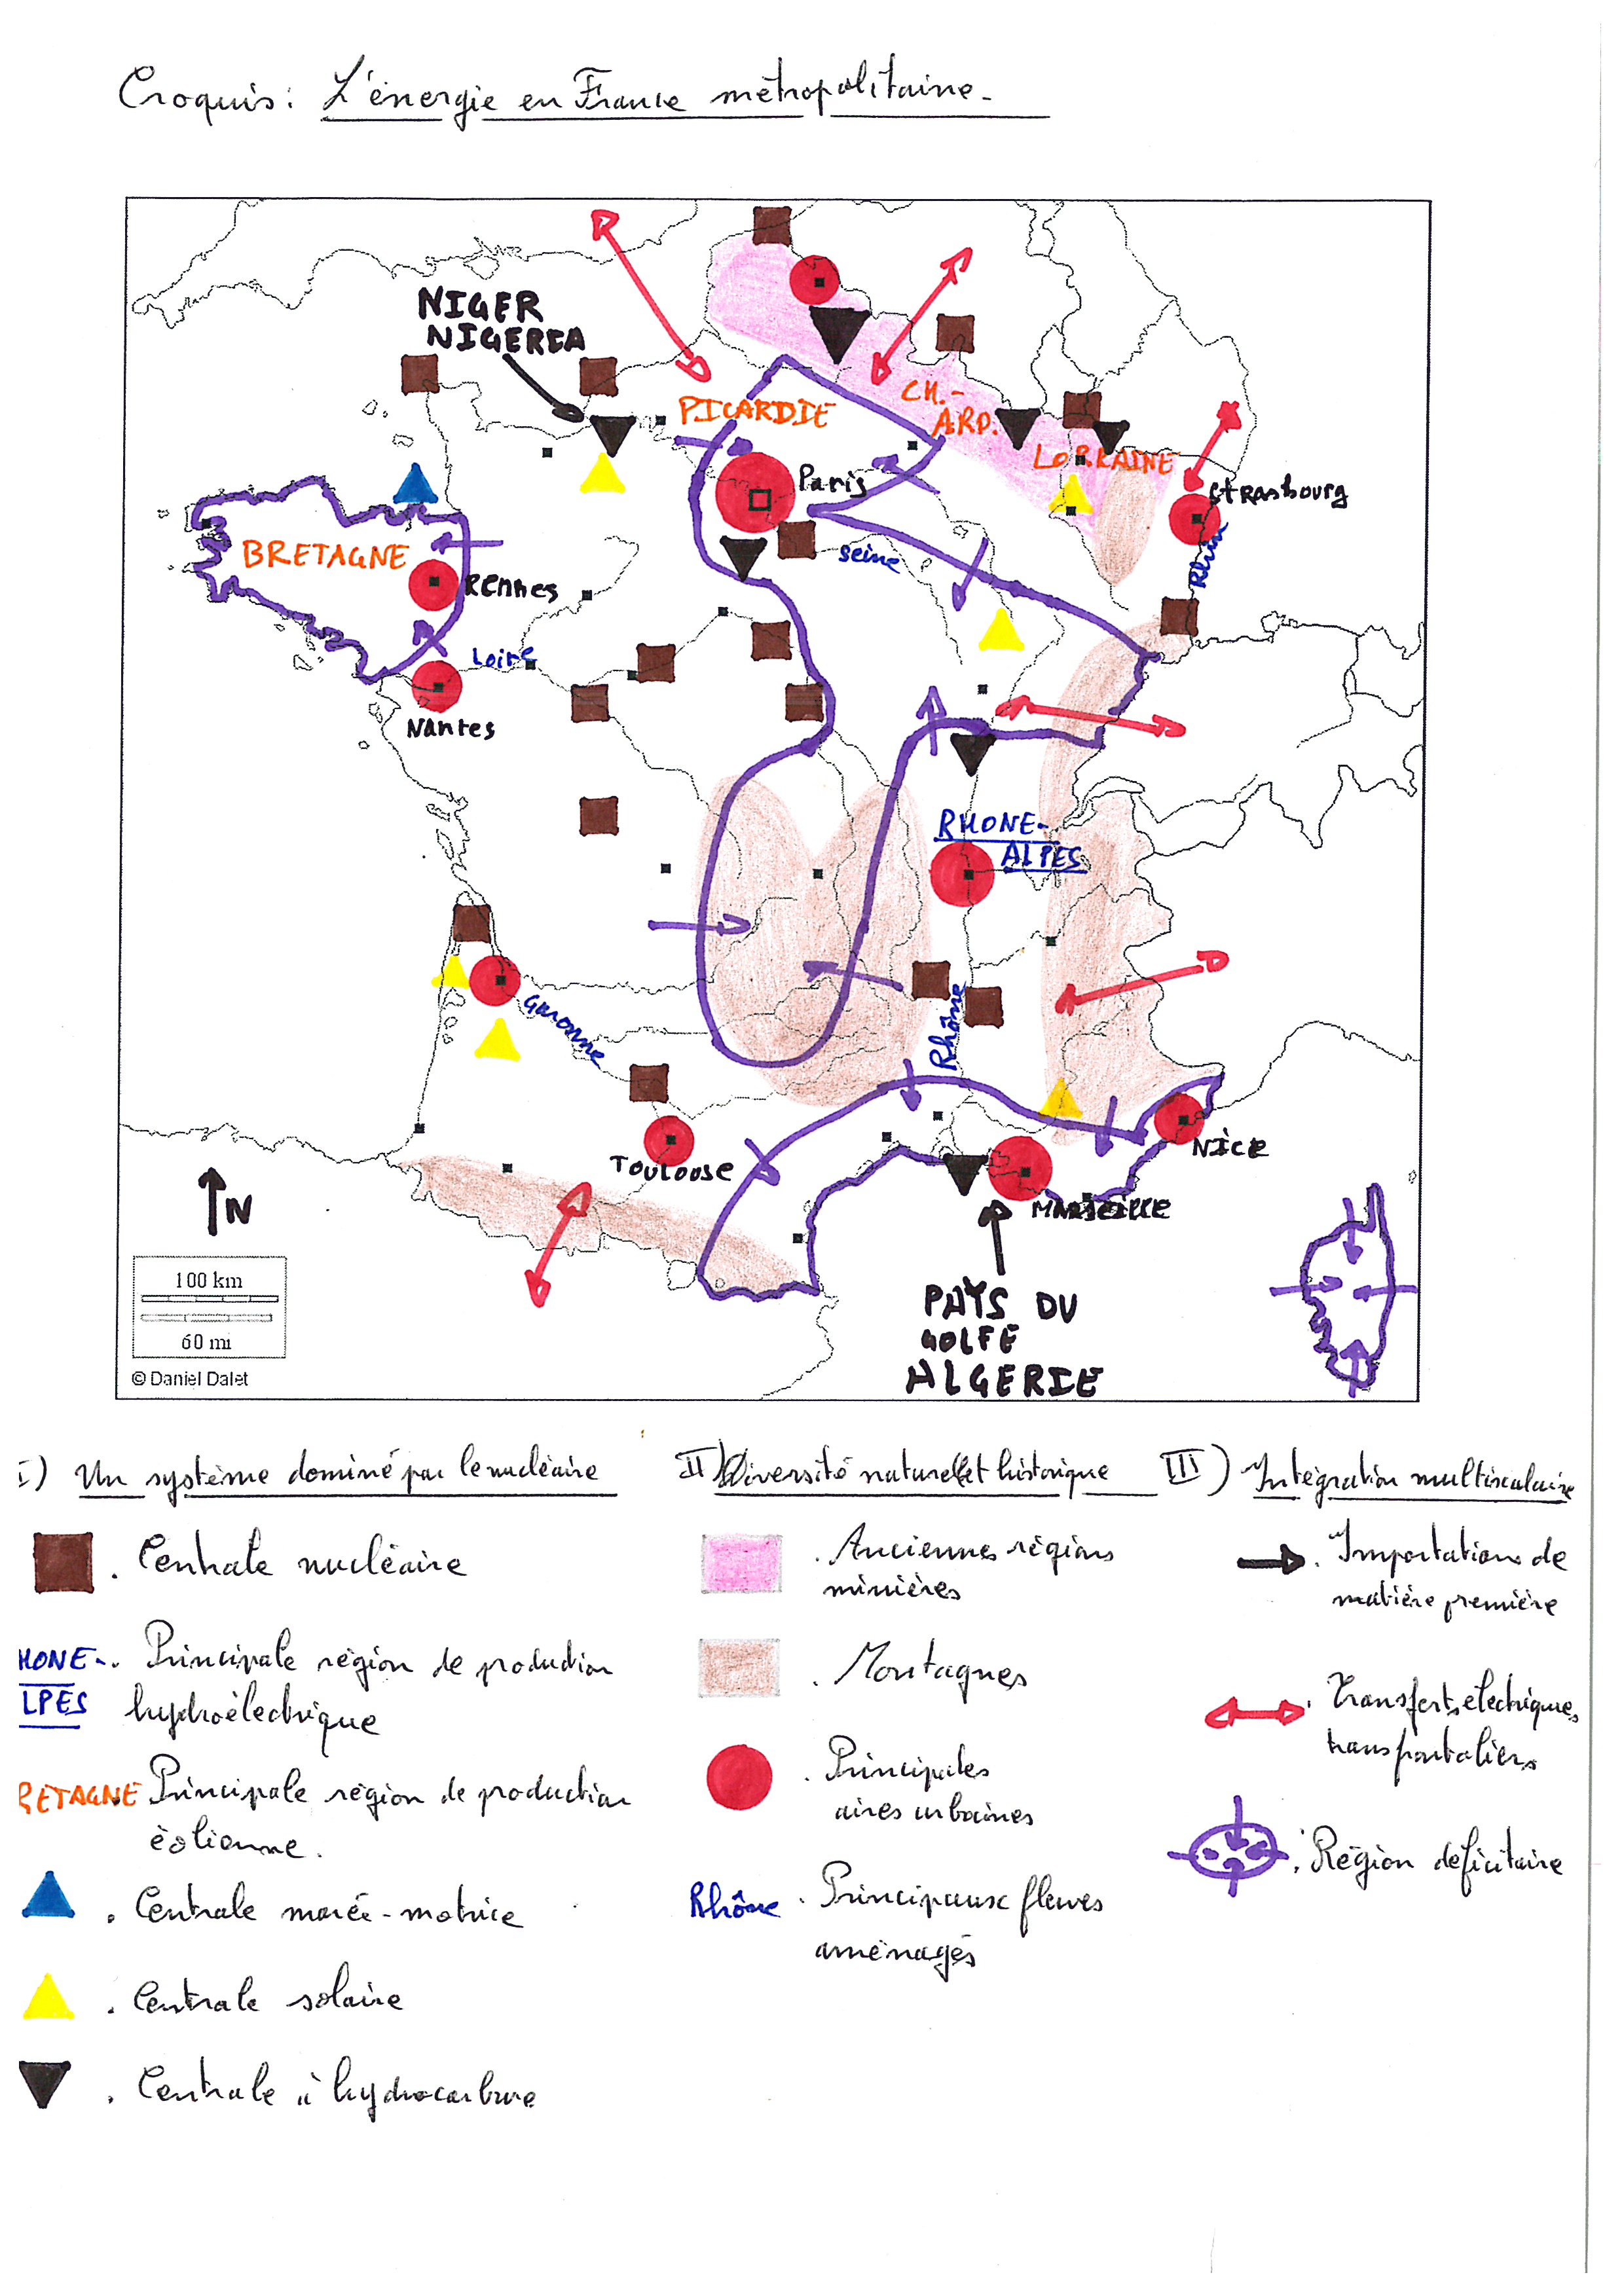 Croquis: L'énergie en France métropolitaine.
NIGER
NIGERIA
PICARDIE
CH.-
ARD.
LORRAINE
Paris
Strasbourg
Rhin
BRETAGNE
Seine
RENNES
Loire
Nantes
RHONE-
ALPES
Garonne
Rhône
TOULOUSE
NICE
MARSEILLE
N
PAYS DU
GOLFE
ALGERIE
100 km
60 mi
© Daniel Dalet
I) Un système dominé par le nucléaire
. Centrale nucléaire
HONE-. Principale région de production
LPES hydroélectrique
BETAGNE Principale région de production
éolienne.
. Centrale marée-motrice
. Centrale solaire
. Centrale à hydrocarbure
II) Diversité naturelle et historique
. Anciennes régions
minières
. Montagnes
. Principales
aires urbaines
Rhône . Principaux fleuves
aménagés
III) Intégration multiscalaire
. Importations de
matière première
. Transferts électriques
transfrontaliers
. Région déficitaire